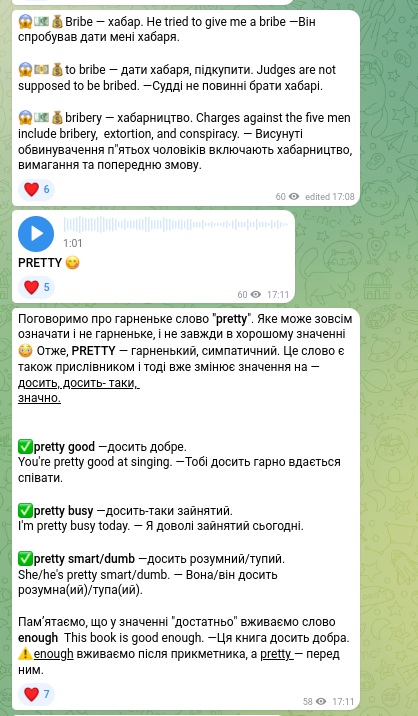 😱💵💰Bribe — хабар. He tried to give me a bribe —Він
спробував дати мені хабаря.
😱💴💰to bribe — дати хабаря, підкупити. Judges are not
supposed to be bribed. —Судді не повинні брати хабарі.
😱💵💰bribery — хабарництво. Charges against the five men
include bribery,  extortion, and conspiracy. — Висунуті
обвинувачення п"ятьох чоловіків включають хабарництво,
вимагання та попередню змову.
❤️ 6
60 edited 17:08
1:01
PRETTY 😋
❤️ 5
60 17:11
Поговоримо про гарненьке слово "pretty". Яке може зовсім
означати і не гарненьке, і не завжди в хорошому значенні
😳 Отже, PRETTY — гарненький, симпатичний. Це слово є
також прислівником і тоді вже змінює значення на —
досить, досить- таки,
значно.
✅pretty good —досить добре.
You're pretty good at singing. —Тобі досить гарно вдається
співати.
✅pretty busy —досить-таки зайнятий.
I'm pretty busy today. — Я доволі зайнятий сьогодні.
✅pretty smart/dumb —досить розумний/тупий.
She/he's pretty smart/dumb. — Вона/він досить
розумна(ий)/тупа(ий).
Пам’ятаємо, що у значенні "достатньо" вживаємо слово
enough  This book is good enough. —Ця книга досить добра.
⚠️enough вживаємо після прикметника, а pretty — перед
ним.
❤️ 7
58 17:11